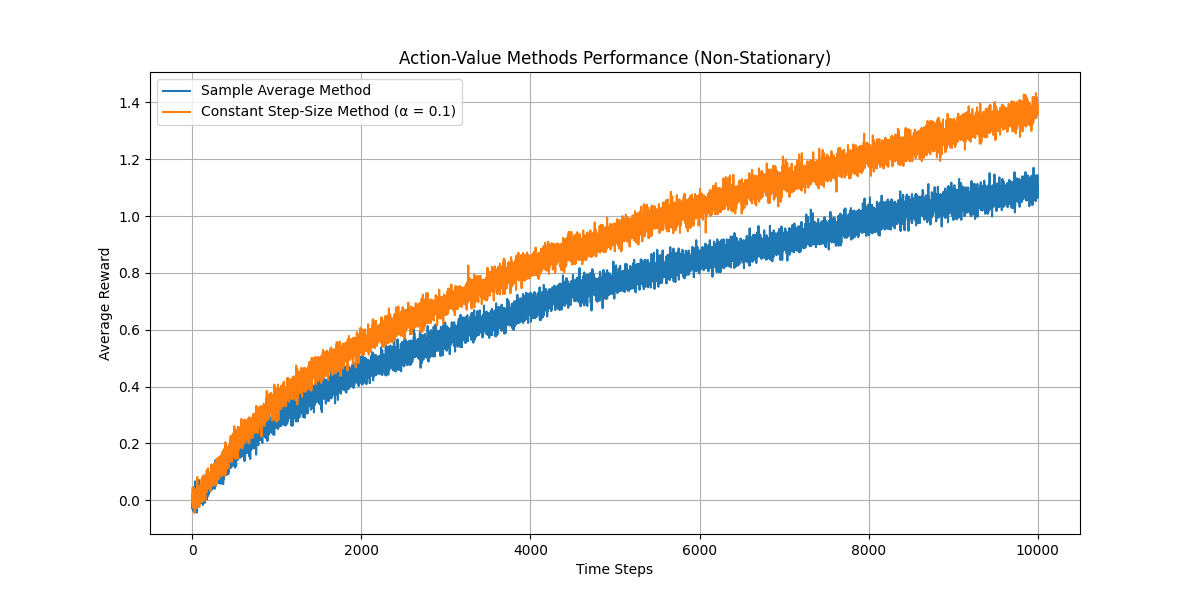 Action-Value Methods Performance (Non-Stationary)
Sample Average Method
Constant Step-Size Method (α = 0.1)
Average Reward
1.4
1.2
1.0
0.8
0.6
0.4
0.2
0.0
0 2000 4000 6000 8000 10000
Time Steps